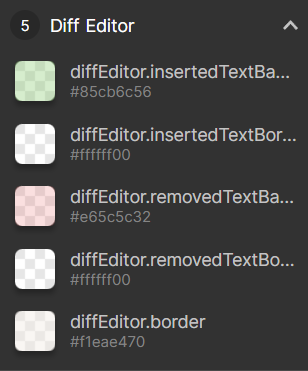 5 Diff Editor
diffEditor.insertedTextBa...
#85cb6c56
diffEditor.insertedTextBor...
#ffffff00
diffEditor.removedTextBa...
#e65c5c32
diffEditor.removedTextBo...
#ffffff00
diffEditor.border
#f1eae470